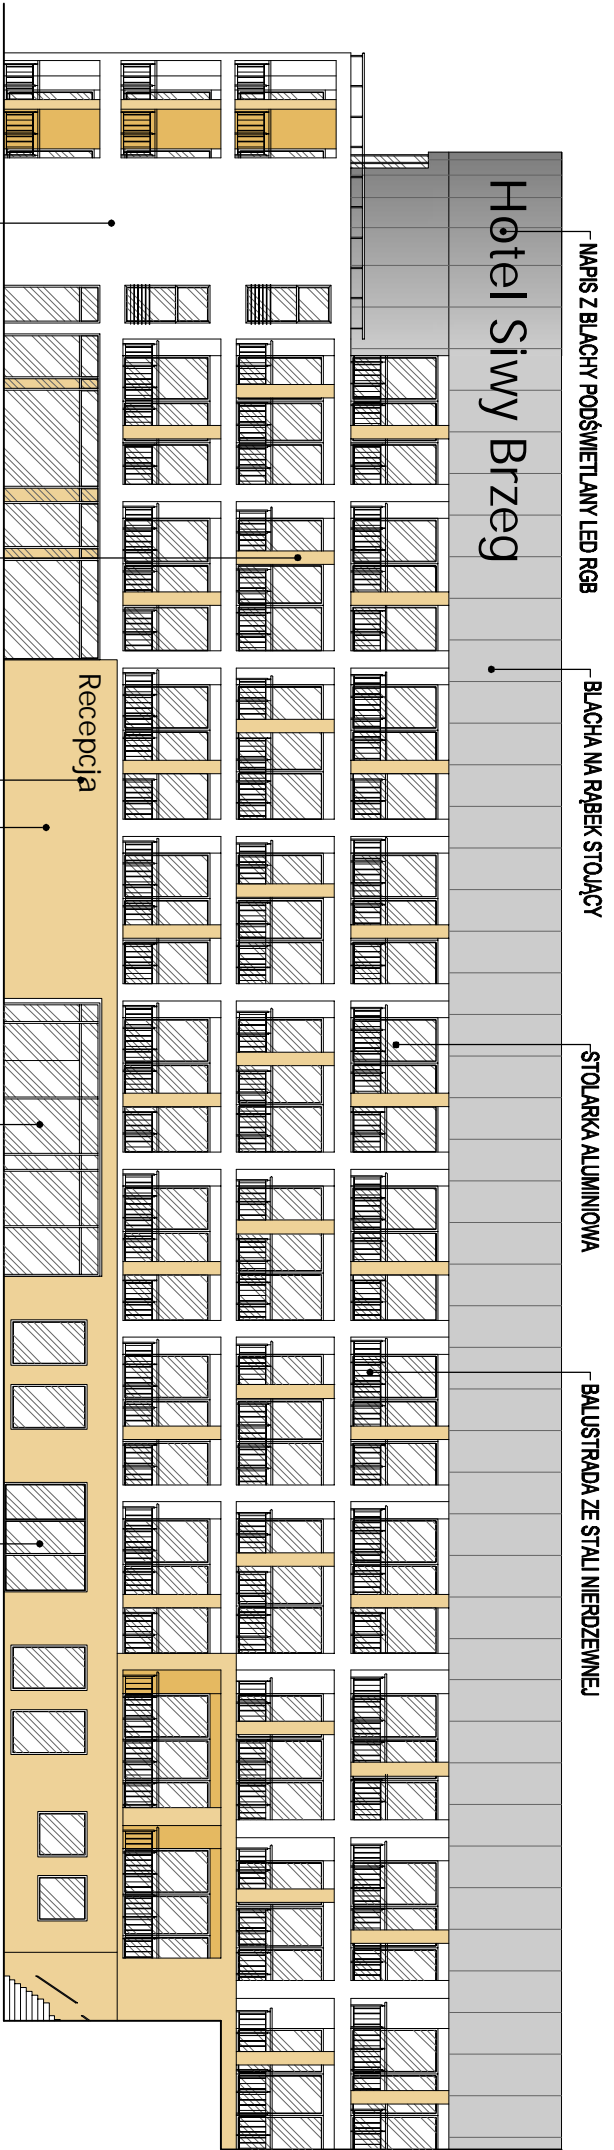 NAPIS Z BLACHY PODŚWIETLANY LED RGB
BLACHA NA RĄBEK STOJĄCY
STOLARKA ALUMINIOWA
BALUSTRADA ZE STALI NIERDZEWNEJ
Hotel Siwy Brzeg
Recepcja